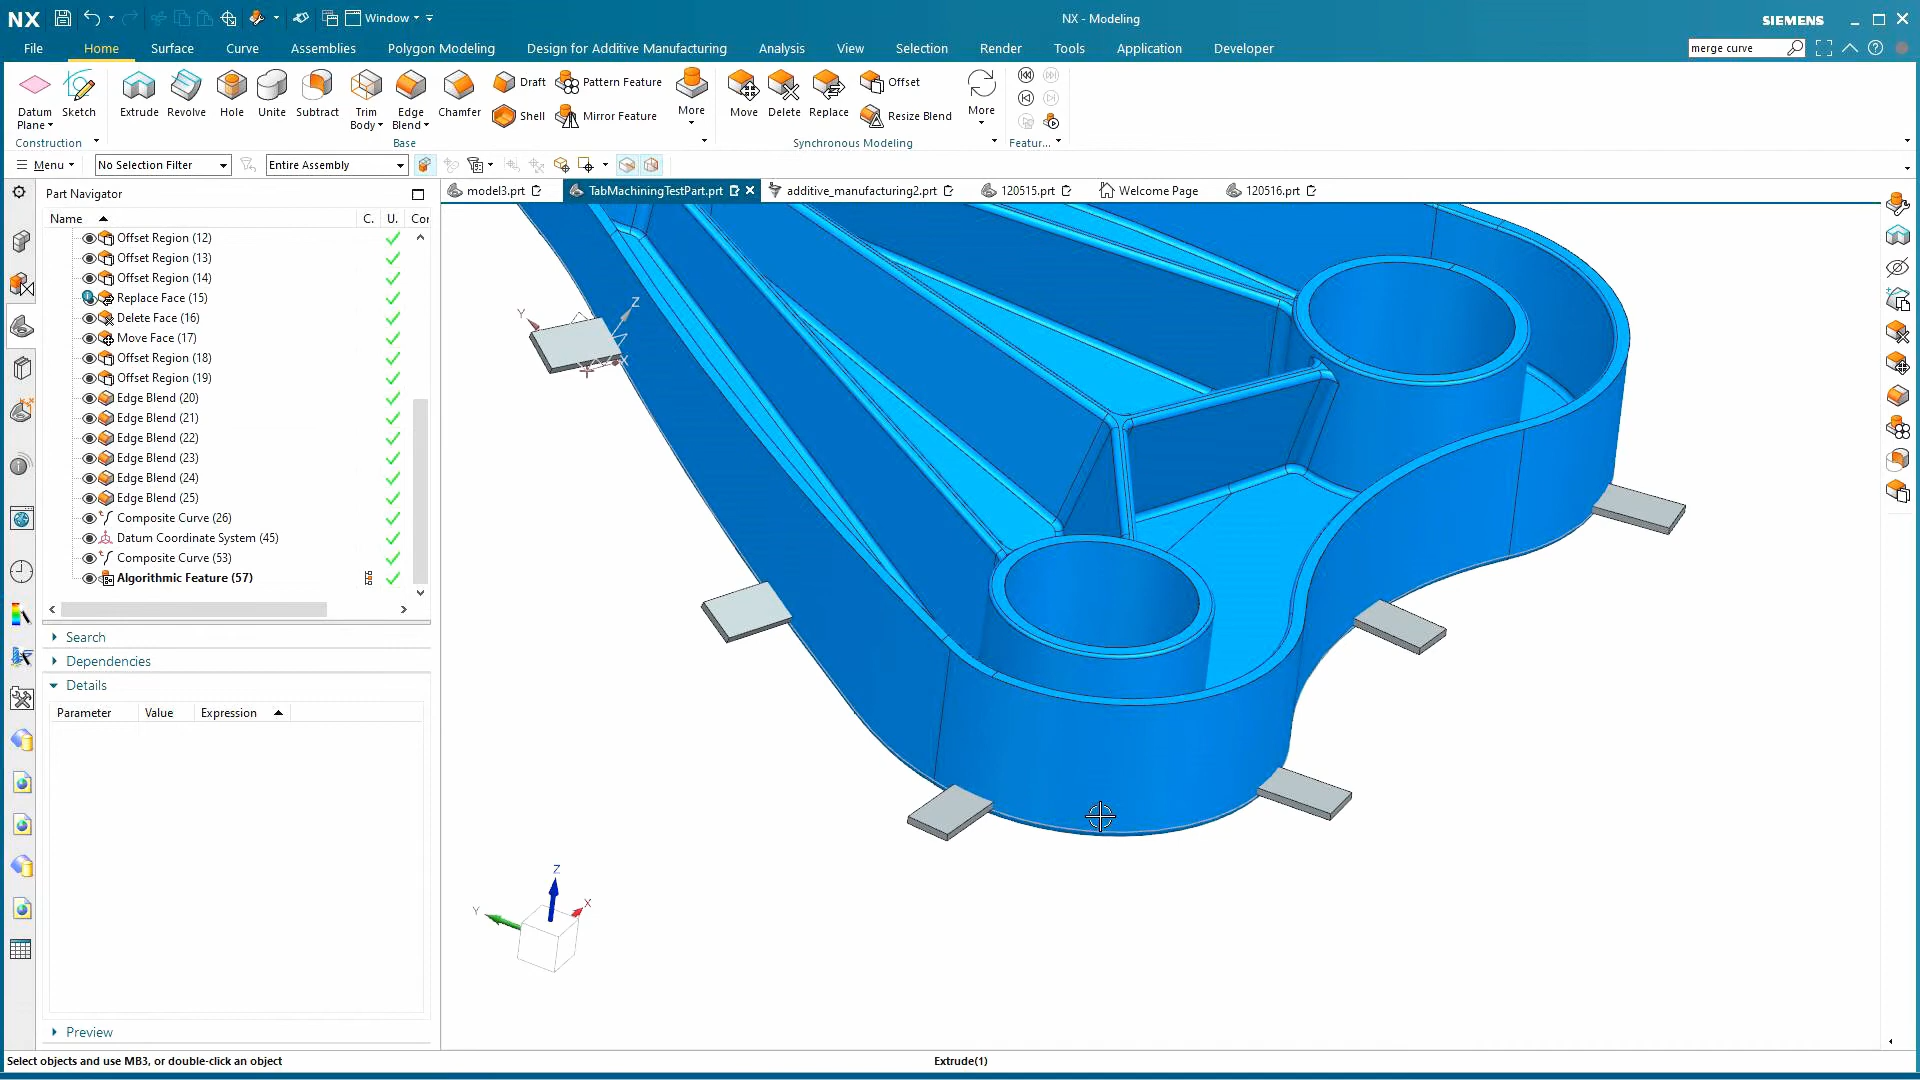 NX
Window
NX - Modeling
SIEMENS
File
Home
Surface
Curve
Assemblies
Polygon Modeling
Design for Additive Manufacturing
Analysis
View
Selection
Render
Tools
Application
Developer
merge curve
Datum Plane
Sketch
Extrude
Revolve
Hole
Unite
Subtract
Trim Body
Edge Blend
Chamfer
Draft
Shell
Pattern Feature
Mirror Feature
More
Move
Delete
Replace
Offset
Resize Blend
More
Construction
Base
Synchronous Modeling
Featur...
Menu
No Selection Filter
Entire Assembly
Part Navigator
model3.prt
TabMachiningTestPart.prt
additive_manufacturing2.prt
120515.prt
Welcome Page
120516.prt
Name
C.
U.
Cor
Offset Region (12)
Offset Region (13)
Offset Region (14)
Replace Face (15)
Delete Face (16)
Move Face (17)
Offset Region (18)
Offset Region (19)
Edge Blend (20)
Edge Blend (21)
Edge Blend (22)
Edge Blend (23)
Edge Blend (24)
Edge Blend (25)
Composite Curve (26)
Datum Coordinate System (45)
Composite Curve (53)
Algorithmic Feature (57)
Search
Dependencies
Details
Parameter
Value
Expression
Preview
Y
Z
X
Z
Y
X
Select objects and use MB3, or double-click an object
Extrude(1)